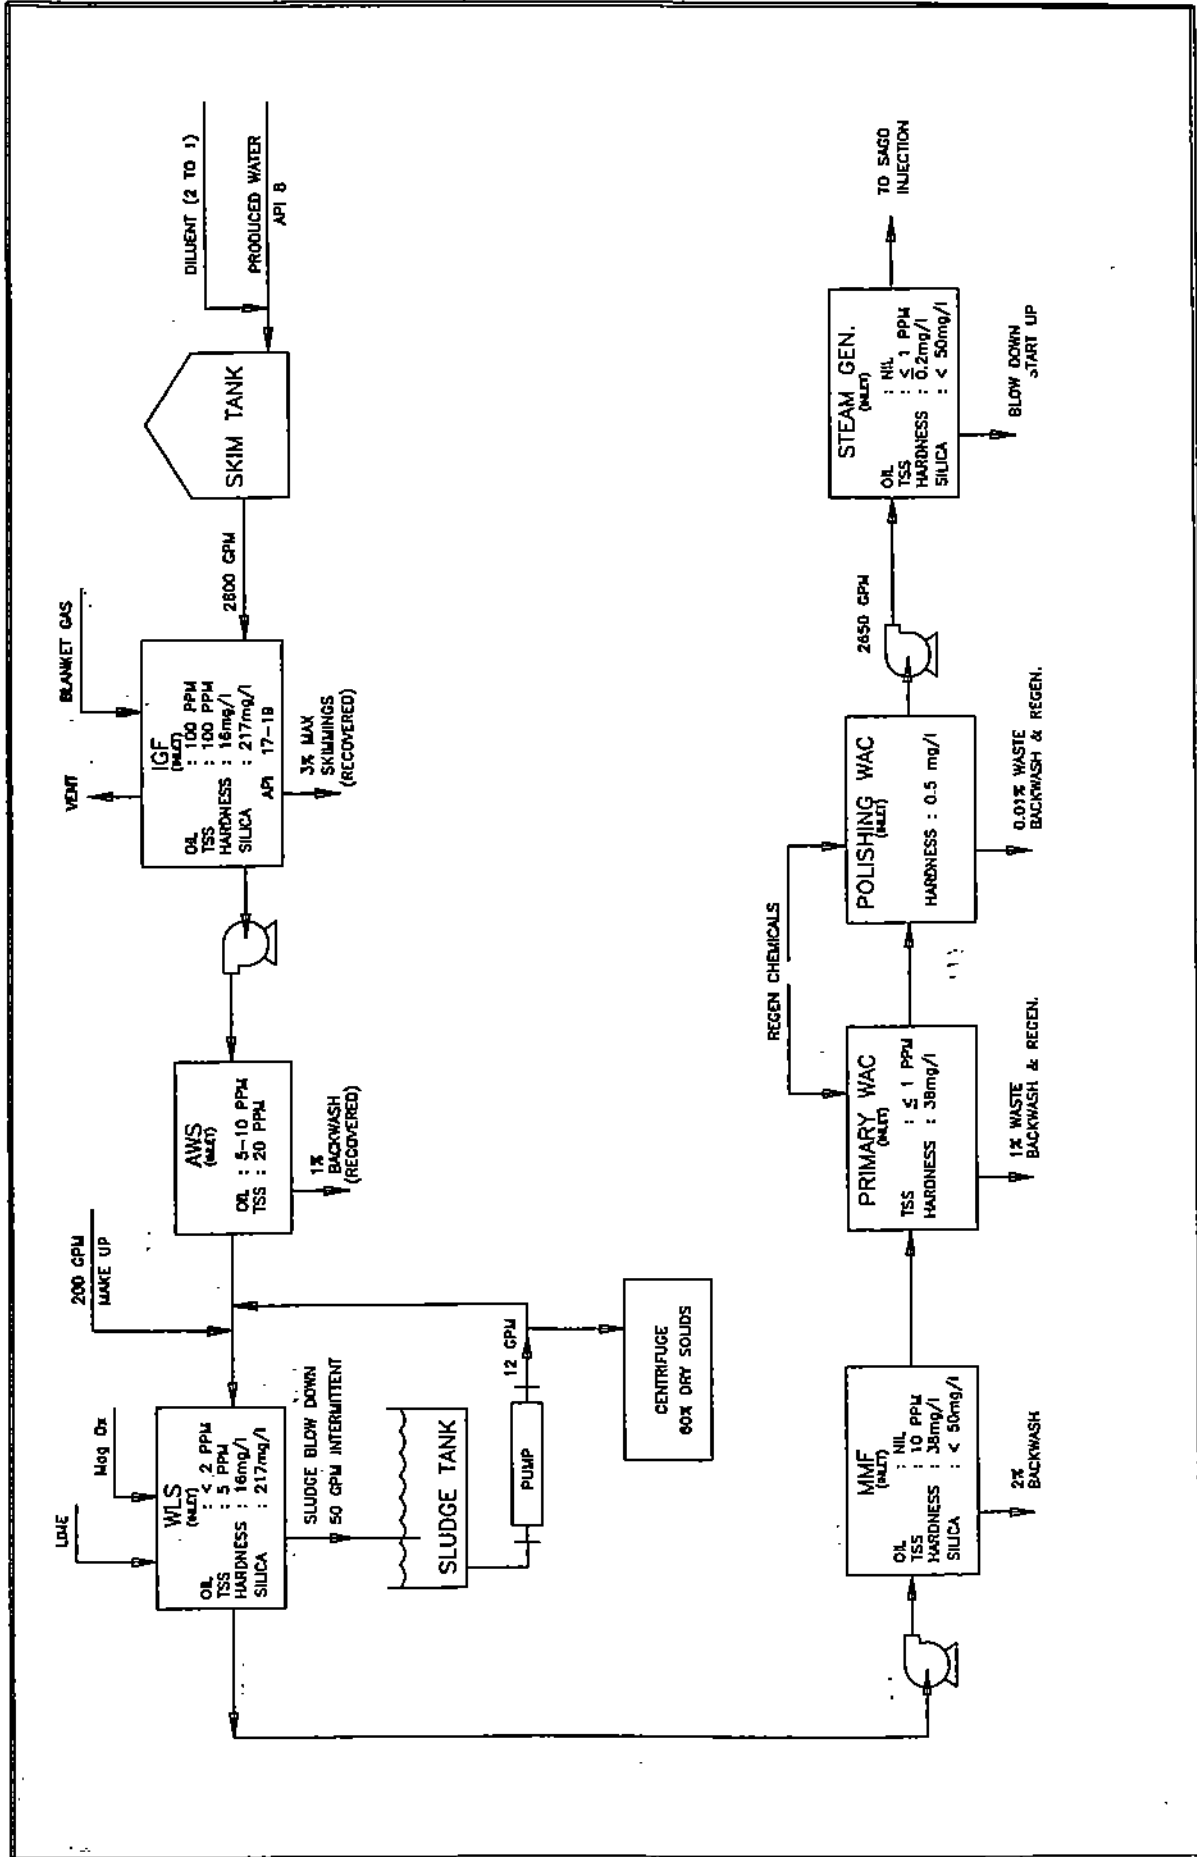 DILUENT (2 TO 1)
PRODUCED WATER
API 8
SKIM TANK
2800 GPM
BLANKET GAS
VENT
IGF
(INLET)
OIL : 100 PPM
TSS : 100 PPM
HARDNESS : 16mg/l
SILICA : 217mg/l
API 17-19
3% MAX
SKIMMINGS
(RECOVERED)
AWS
(INLET)
OIL : 5-10 PPM
TSS : 20 PPM
1%
BACKWASH
(RECOVERED)
200 GPM
MAKE UP
LIME
Mag Ox
WLS
(INLET)
OIL : < 2 PPM
TSS : 5 PPM
HARDNESS : 16mg/l
SILICA : 217mg/l
SLUDGE BLOW DOWN
50 GPM INTERMITTENT
SLUDGE TANK
PUMP
12 GPM
CENTRIFUGE
60% DRY SOLIDS
MMF
(INLET)
OIL : NIL
TSS : 10 PPM
HARDNESS : 38mg/l
SILICA : < 50mg/l
2%
BACKWASH
REGEN CHEMICALS
PRIMARY WAC
(INLET)
TSS : ≤ 1 PPM
HARDNESS : 38mg/l
1% WASTE
BACKWASH & REGEN.
POLISHING WAC
(INLET)
HARDNESS : 0.5 mg/l
0.01% WASTE
BACKWASH & REGEN.
2650 GPM
STEAM GEN.
(INLET)
OIL : NIL
TSS : ≤ 1 PPM
HARDNESS : 0.2mg/l
SILICA : < 50mg/l
BLOW DOWN
START UP
TO SAGD
INJECTION